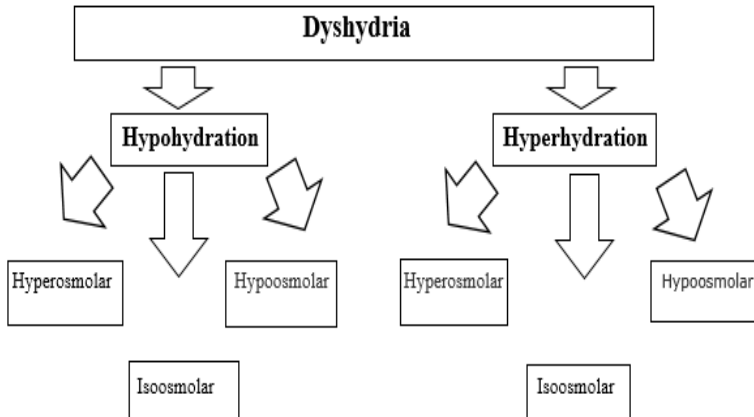 Dyshydria
Hypohydration
Hyperhydration
Hyperosmolar
Hypoosmolar
Hyperosmolar
Hypoosmolar
Isoosmolar
Isoosmolar